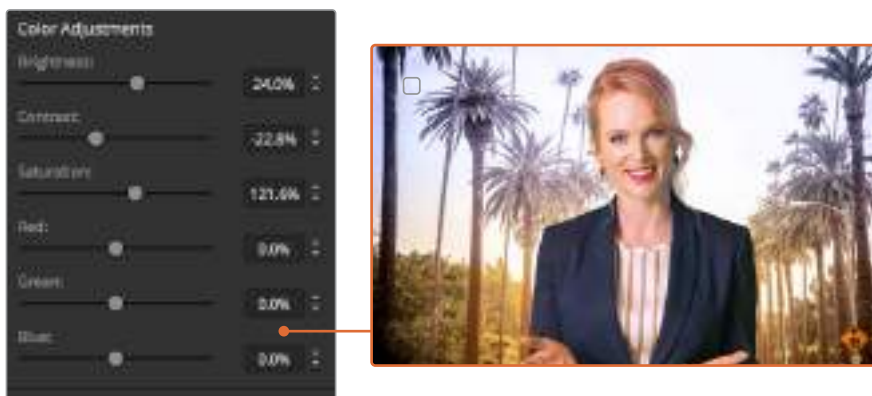 Color Adjustments
Brightness:
24.0%
Contrast:
-22.8%
Saturation:
121.6%
Red:
0.0%
Green:
0.0%
Blue:
0.0%